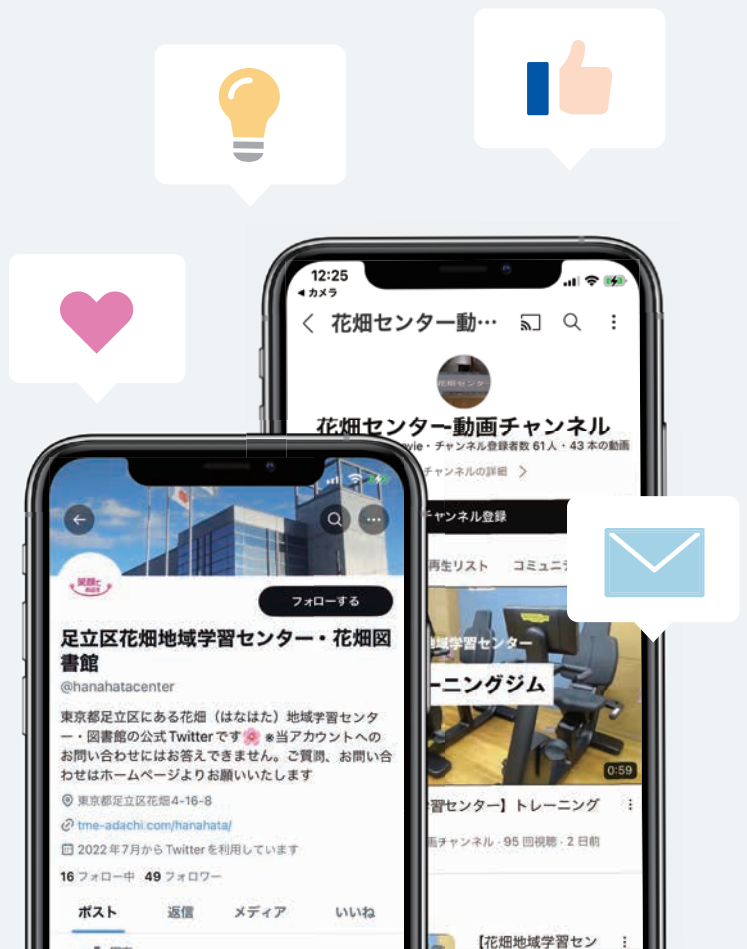 12:25
◀ カメラ
花畑センター動…
花畑センター
花畑センター動画チャンネル
vie・チャンネル登録者数 61人・43 本の動画
チャンネルの詳細
チャンネル登録
再生リスト
コミュニテ
地域学習センター
ーニングジム
0:59
習センター】トレーニング
画チャンネル・95 回視聴・2 日前
【花畑地域学習セン
笑顔で
フォローする
足立区花畑地域学習センター・花畑図
書館
@hanahatacenter
東京都足立区にある花畑（はなはた）地域学習センタ
ー・図書館の公式Twitterです🌸 ※当アカウントへの
お問い合わせにはお答えできません。ご質問、お問い合
わせはホームページよりお願いいたします
東京都足立区花畑4-16-8
tme-adachi.com/hanahata/
2022年7月からTwitterを利用しています
16 フォロー中 49 フォロワー
ポスト
返信
メディア
いいね